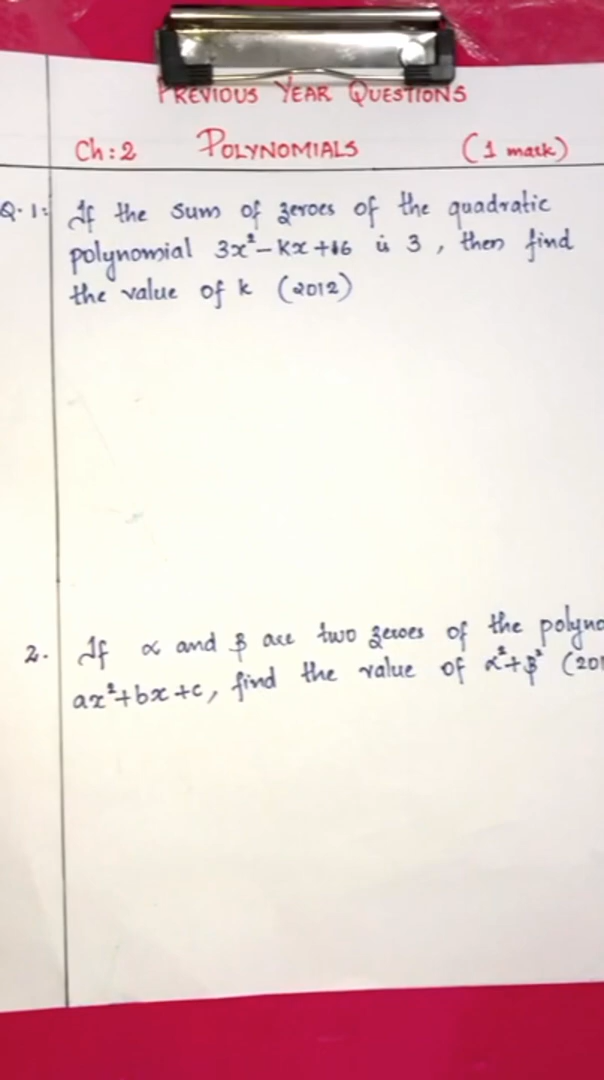 PREVIOUS YEAR QUESTIONS
Ch:2 POLYNOMIALS (1 mark)
Q.1: If the sum of zeroes of the quadratic
polynomial 3x²-kx+16 is 3, then find
the value of k (2012)
2. If α and β are two zeroes of the
ax²+bx+c, find the value of α²+β²